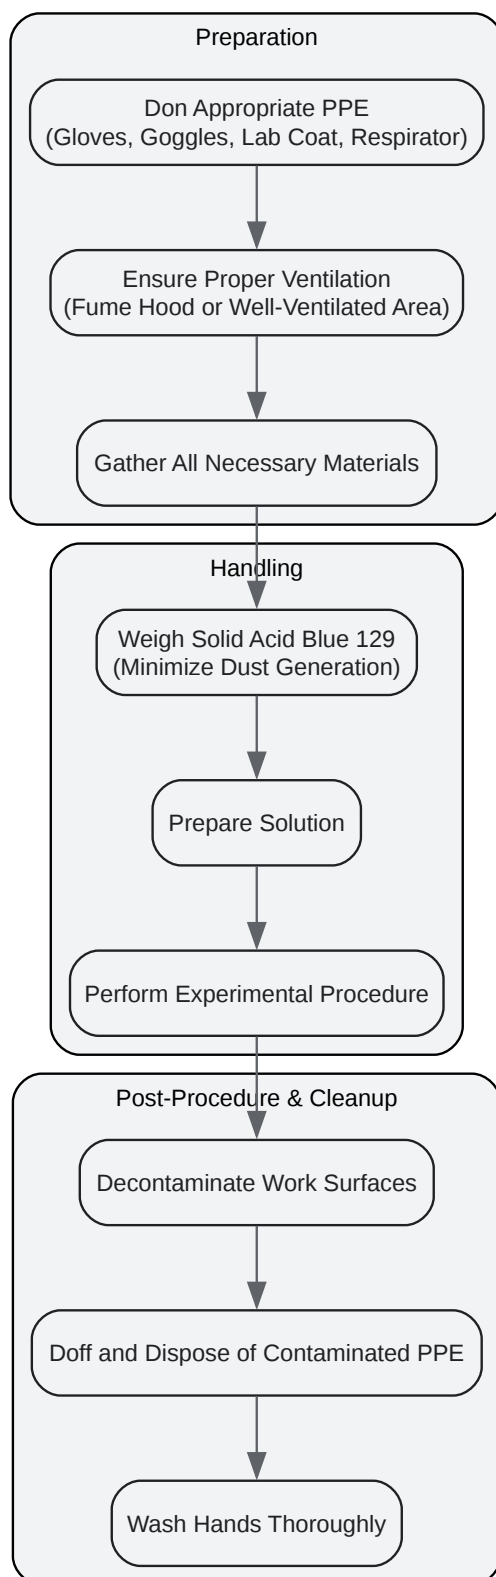 Preparation
Don Appropriate PPE
(Gloves, Goggles, Lab Coat, Respirator)
Ensure Proper Ventilation
(Fume Hood or Well-Ventilated Area)
Gather All Necessary Materials
Handling
Weigh Solid Acid Blue 129
(Minimize Dust Generation)
Prepare Solution
Perform Experimental Procedure
Post-Procedure & Cleanup
Decontaminate Work Surfaces
Doff and Dispose of Contaminated PPE
Wash Hands Thoroughly